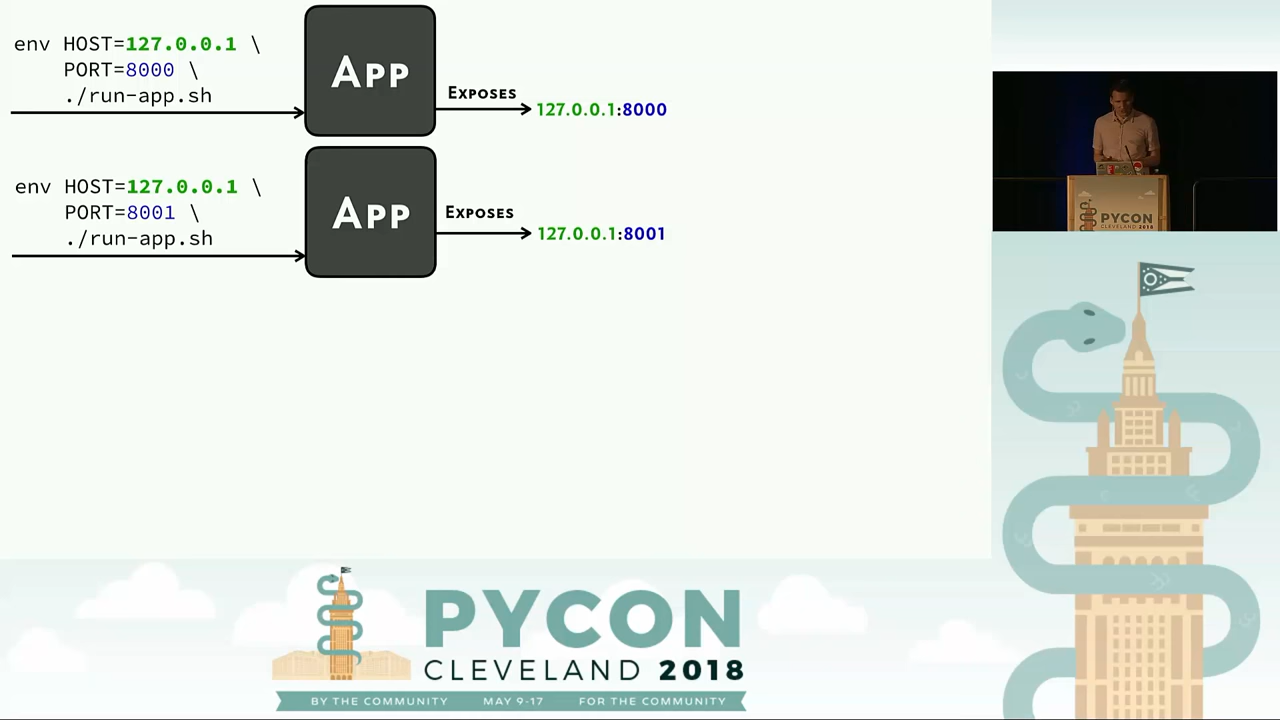 env HOST=127.0.0.1 \
PORT=8000 \
./run-app.sh
APP
EXPOSES
127.0.0.1:8000
env HOST=127.0.0.1 \
PORT=8001 \
./run-app.sh
APP
EXPOSES
127.0.0.1:8001
PYCON
CLEVELAND 2018
PYCON
CLEVELAND 2018
BY THE COMMUNITY MAY 9-17 FOR THE COMMUNITY